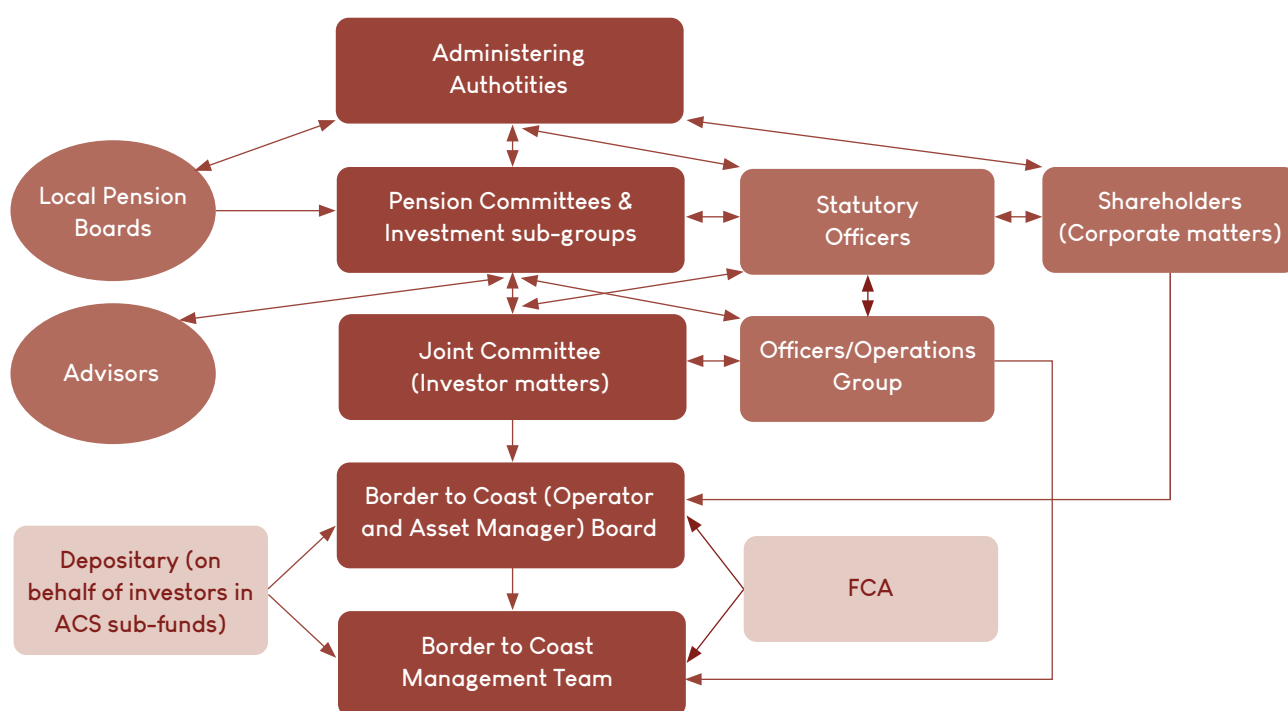 Administering
Authotities
Local Pension
Boards
Pension Committees &
Investment sub-groups
Statutory
Officers
Shareholders
(Corporate matters)
Advisors
Joint Committee
(Investor matters)
Officers/Operations
Group
Border to Coast (Operator
and Asset Manager) Board
Depositary (on
behalf of investors in
ACS sub-funds)
FCA
Border to Coast
Management Team